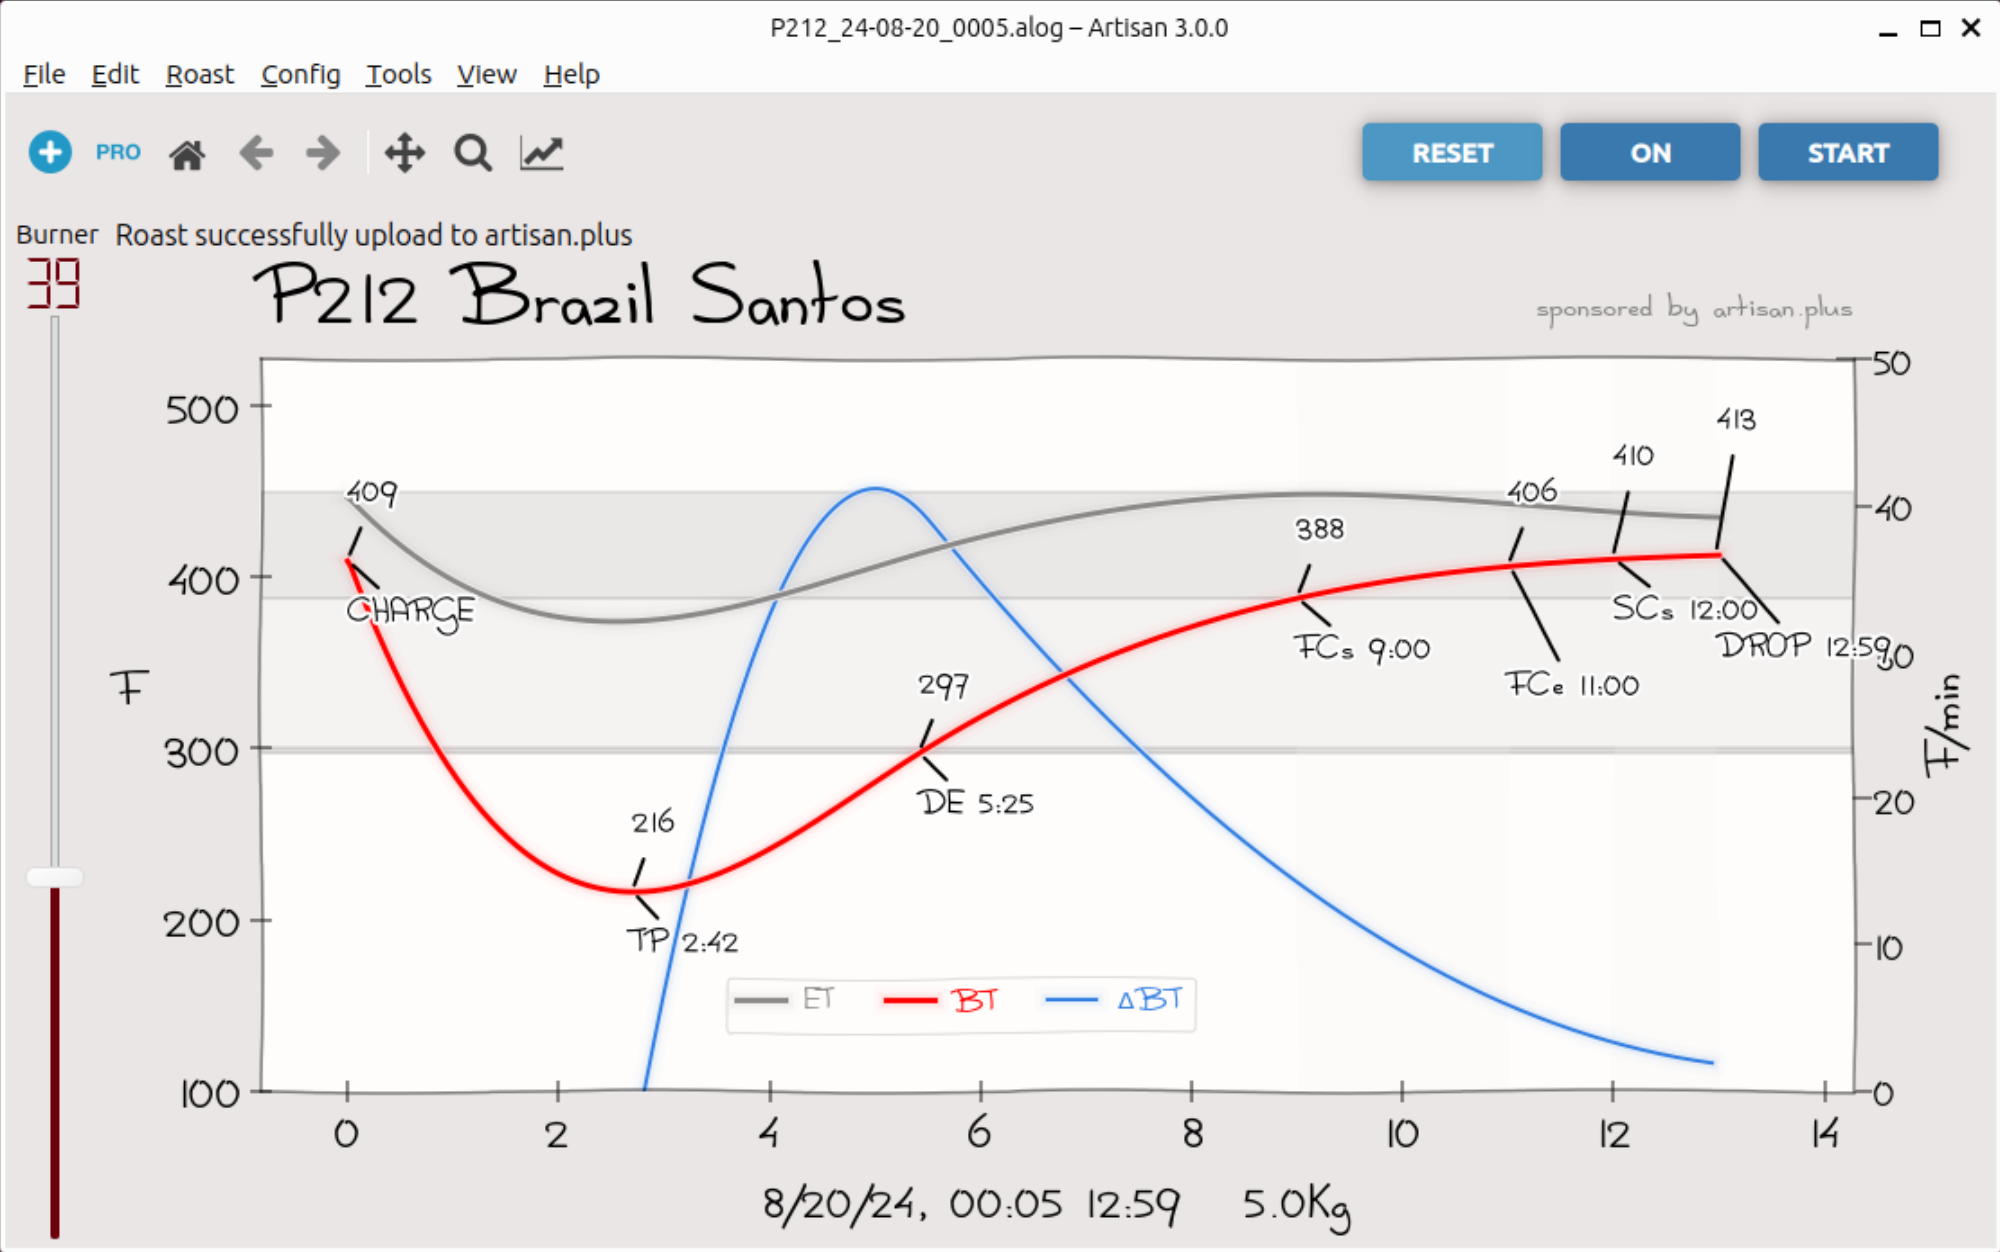 P212_24-08-20_0005.alog – Artisan 3.0.0
File Edit Roast Config Tools View Help
PRO RESET ON START
Burner Roast successfully upload to artisan.plus
39
P212 Brazil Santos
sponsored by artisan.plus
50
500
413
410
409 406
40
388
400
CHARGE SCs 12:00
FCs 9:00 DROP 12:59
F 297 FCe 11:00
F/min
300
DE 5:25 20
216
200 TP 2:42 10
ET BT ΔBT
100 0
0 2 4 6 8 10 12 14
8/20/24, 00:05 12:59 5.0Kg